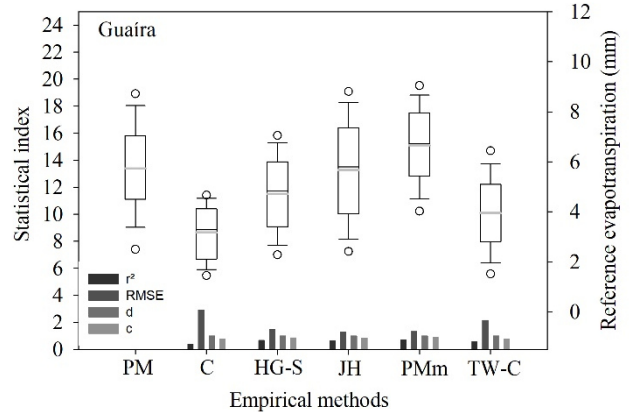 Guaíra
Statistical index
24
22
20
18
16
14
12
10
8
6
4
2
0
r²
RMSE
d
c
12
10
8
6
4
2
0
Reference evapotranspiration (mm)
PM C HG-S JH PMm TW-C
Empirical methods